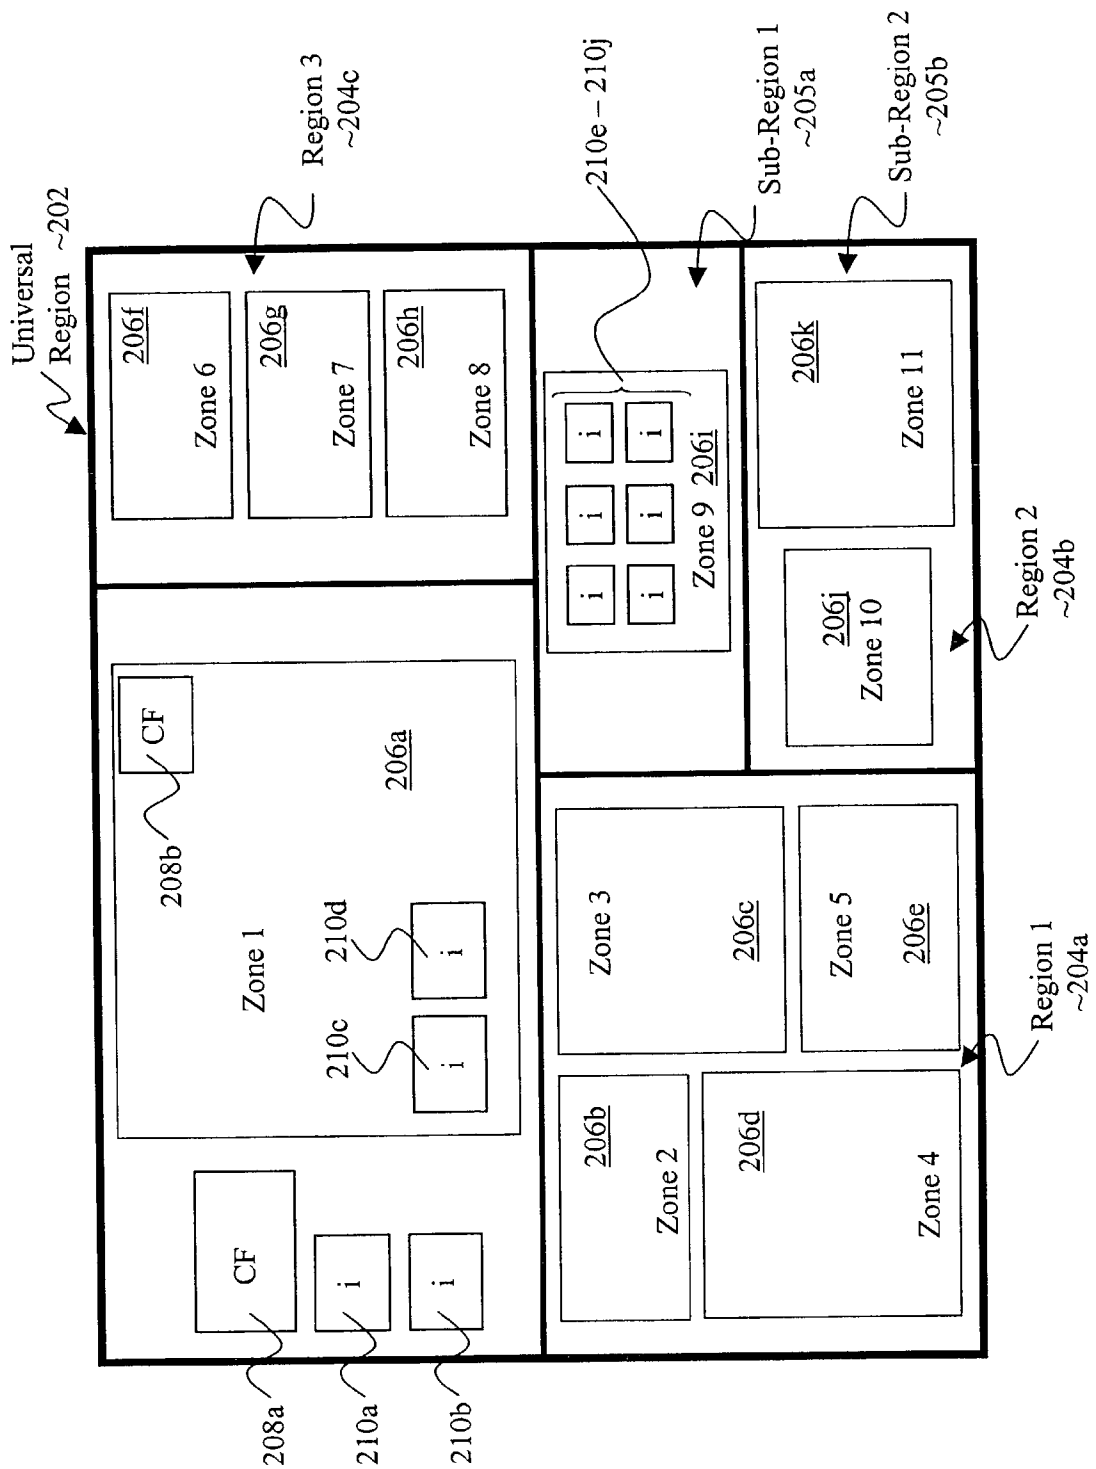 Universal
Region ~202
208a
CF
210a
i
210b
i
Zone 1
208b
CF
206a
210c
i
210d
i
206f
Zone 6
206g
Zone 7
206h
Zone 8
Region 3
~204c
206b
Zone 2
Zone 3
206c
206d
Zone 4
Zone 5
206e
Region 1
~204a
i
i
i
i
i
i
Zone 9 206i
210e – 210j
Sub-Region 1
~205a
206j
Zone 10
206k
Zone 11
Region 2
~204b
Sub-Region 2
~205b